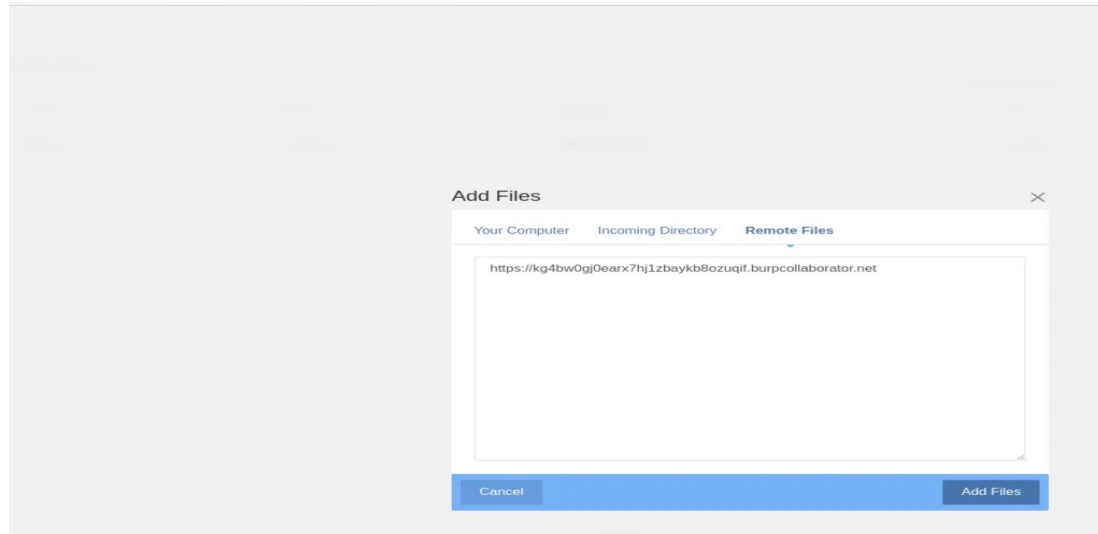 Add Files
Your Computer Incoming Directory Remote Files
https://kg4bw0gj0earx7hj1zbaykb8ozuqif.burpcollaborator.net
Cancel Add Files